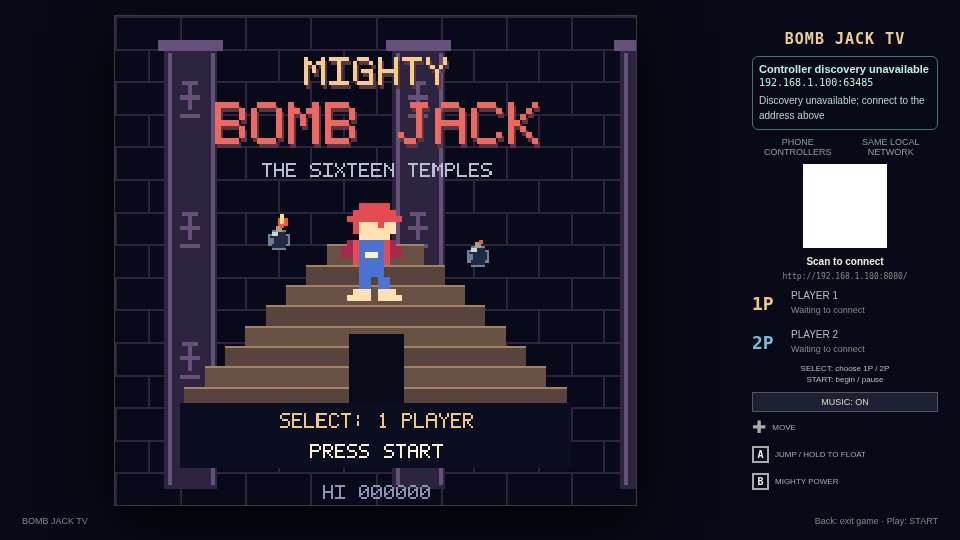 MIGHTY
BOMB JACK
THE SIXTEEN TEMPLES
SELECT: 1 PLAYER
PRESS START
HI 000000
BOMB JACK TV
Controller discovery unavailable
192.168.1.100:63485
Discovery unavailable; connect to the
address above
PHONE CONTROLLERS
SAME LOCAL NETWORK
Scan to connect
http://192.168.1.100:8080/
1P PLAYER 1
Waiting to connect
2P PLAYER 2
Waiting to connect
SELECT: choose 1P / 2P
START: begin / pause
MUSIC: ON
MOVE
A JUMP / HOLD TO FLOAT
B MIGHTY POWER
BOMB JACK TV
Back: exit game · Play: START